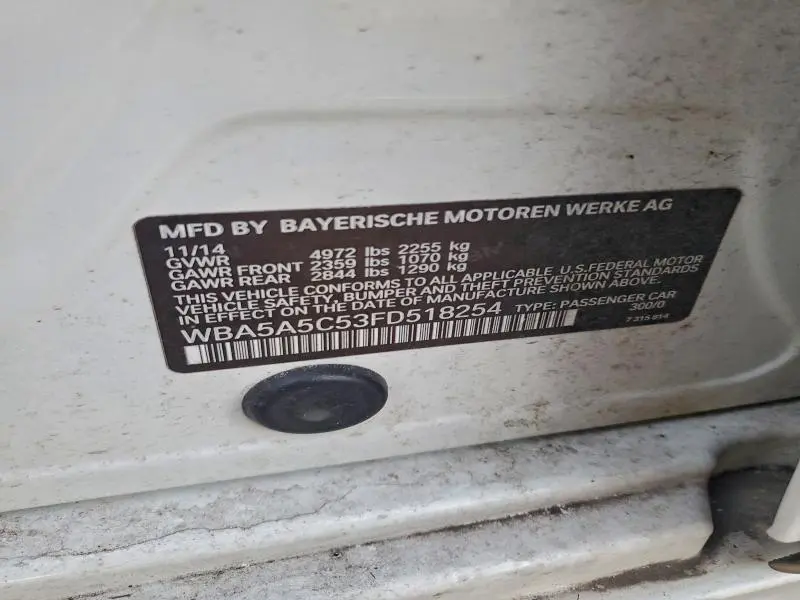 MFD BY BAYERISCHE MOTOREN WERKE AG
11/14
GVWR 4972 lbs 2255 kg
GAWR FRONT 2359 lbs 1070 kg
GAWR REAR 2844 lbs 1290 kg
THIS VEHICLE CONFORMS TO ALL APPLICABLE U.S.FEDERAL MOTOR
VEHICLE SAFETY, BUMPER AND THEFT PREVENTION STANDARDS
IN EFFECT ON THE DATE OF MANUFACTURE SHOWN ABOVE.
WBA5A5C53FD518254 TYPE: PASSENGER CAR
300/0
7 315 814